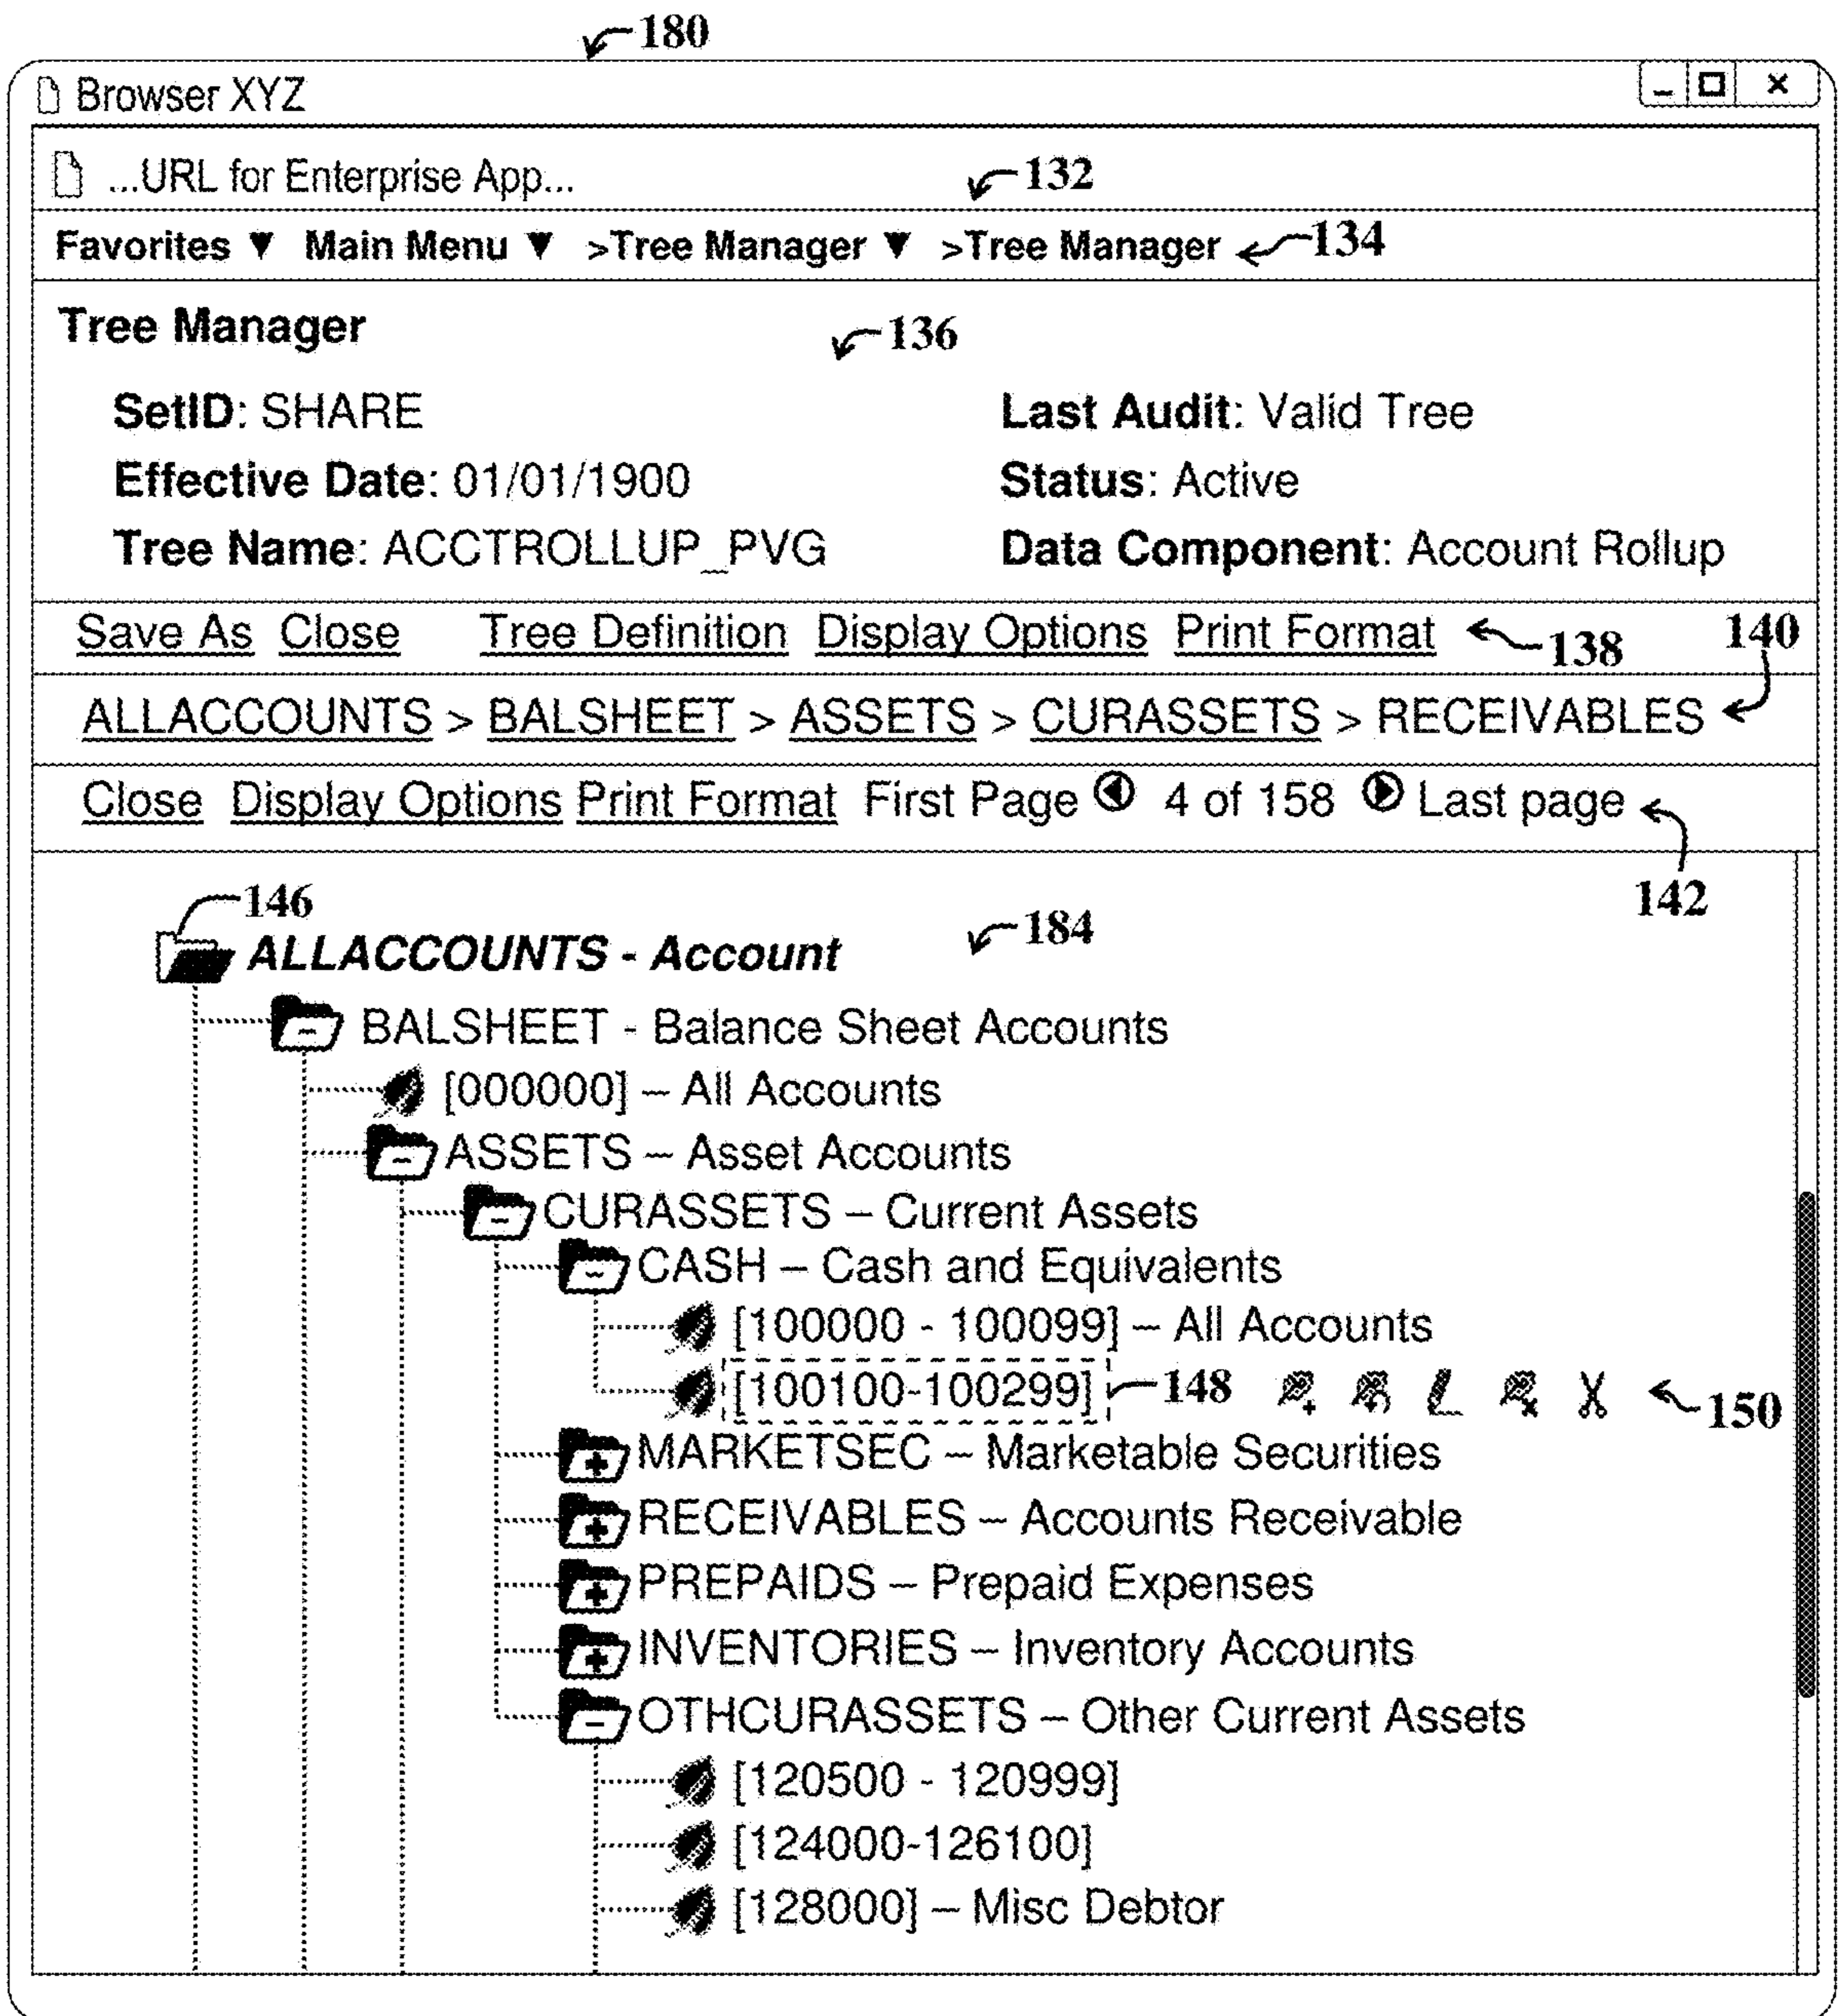 180
Browser XYZ
...URL for Enterprise App... 132
Favorites ▼ Main Menu ▼ >Tree Manager ▼ >Tree Manager 134
Tree Manager 136
SetID: SHARE Last Audit: Valid Tree
Effective Date: 01/01/1900 Status: Active
Tree Name: ACCTROLLUP_PVG Data Component: Account Rollup
Save As Close Tree Definition Display Options Print Format 138 140
ALLACCOUNTS > BALSHEET > ASSETS > CURASSETS > RECEIVABLES
Close Display Options Print Format First Page 4 of 158 Last page
142
146
184
ALLACCOUNTS - Account
BALSHEET - Balance Sheet Accounts
[000000] – All Accounts
ASSETS – Asset Accounts
CURASSETS – Current Assets
CASH – Cash and Equivalents
[100000 - 100099] – All Accounts
[100100-100299] 148 150
MARKETSEC – Marketable Securities
RECEIVABLES – Accounts Receivable
PREPAIDS – Prepaid Expenses
INVENTORIES – Inventory Accounts
OTHCURASSETS – Other Current Assets
[120500 - 120999]
[124000-126100]
[128000] – Misc Debtor